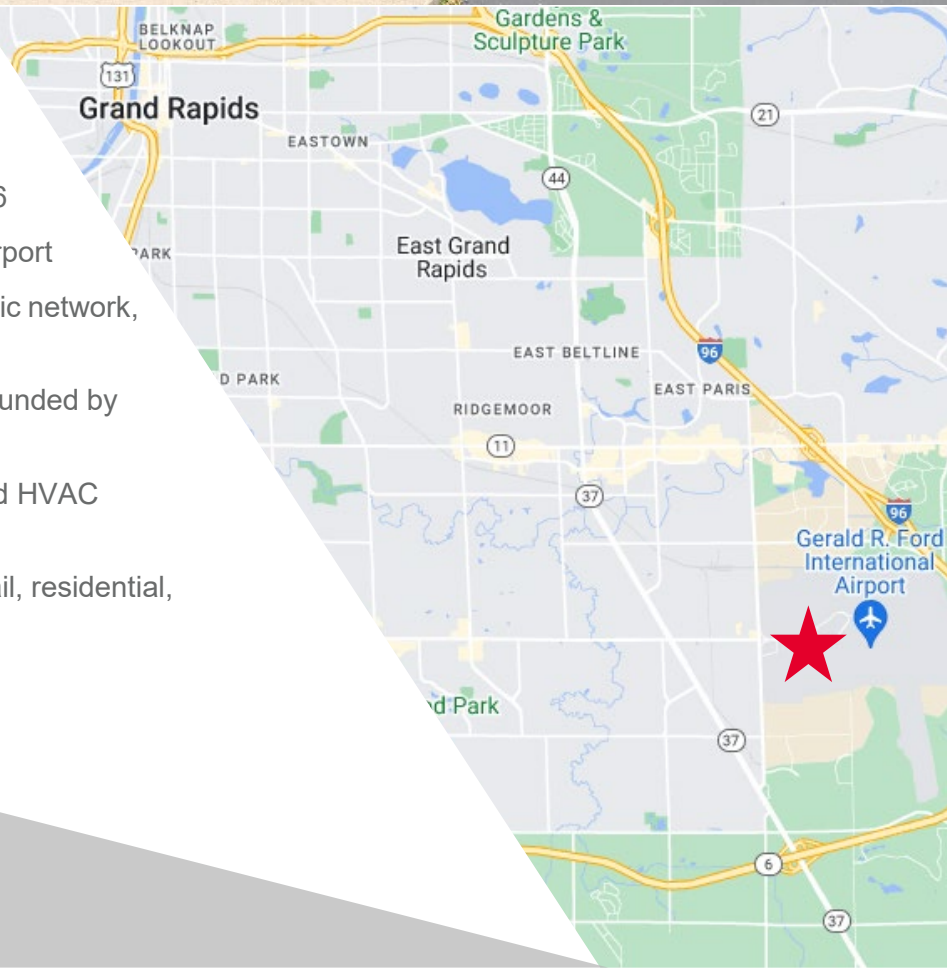 6
rport
ic network,
unded by
d HVAC
il, residential,
Gardens &
Sculpture Park
BELKNAP
LOOKOUT
131
Grand Rapids
21
EASTOWN
44
East Grand
Rapids
PARK
EAST BELTLINE
96
D PARK
EAST PARIS
RIDGEMOOR
11
37
96
Gerald R. Ford
International
Airport
d Park
37
6
37